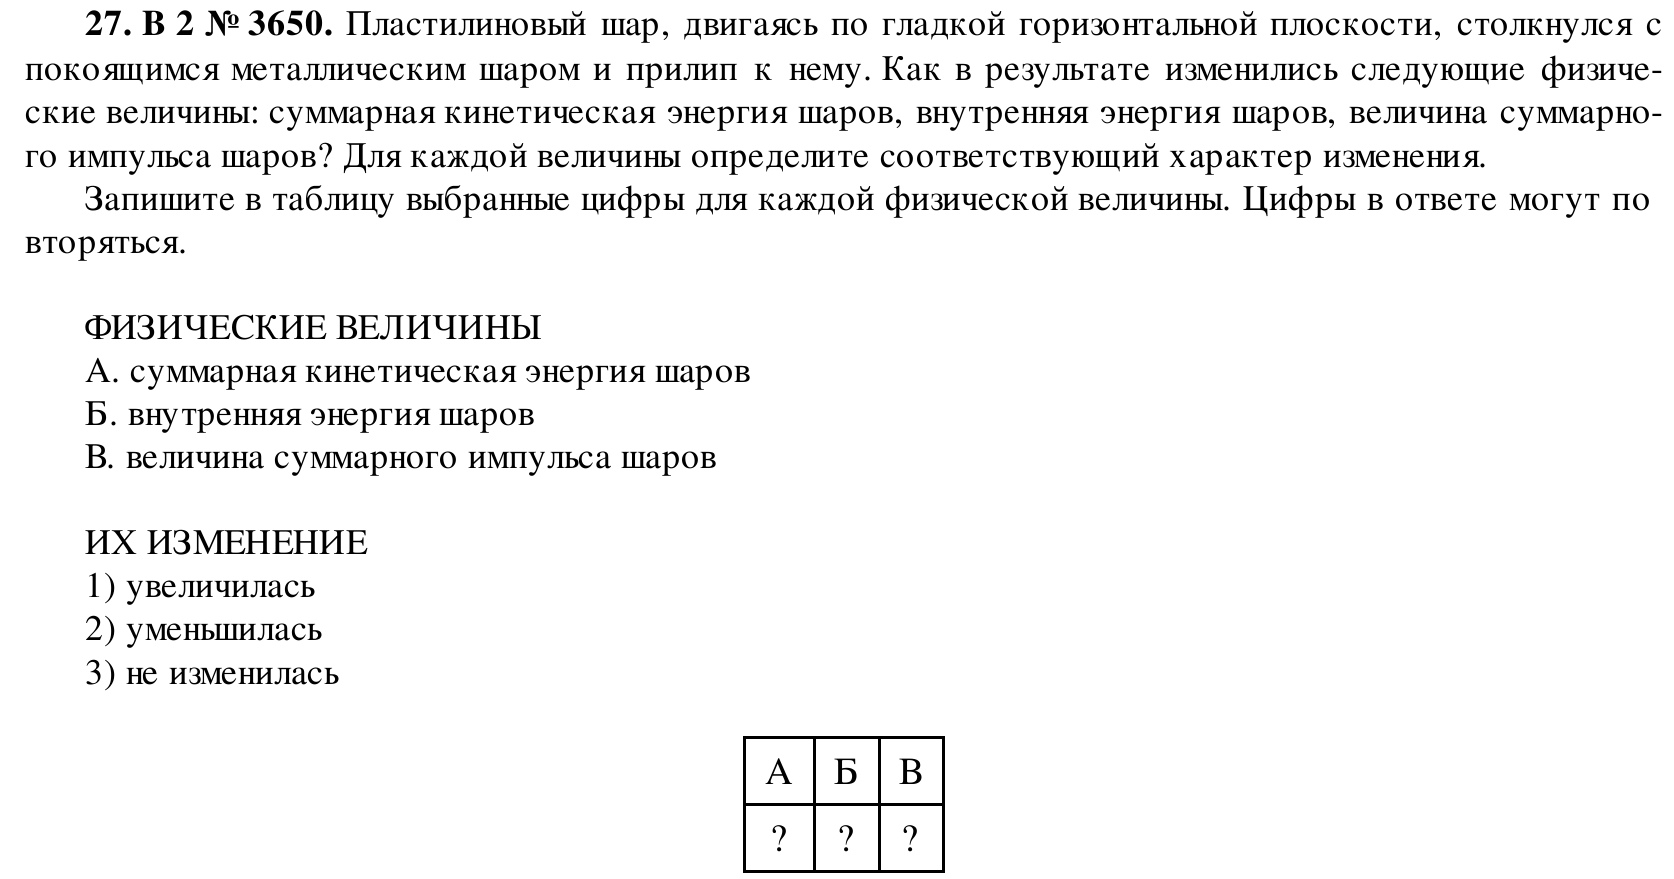 27. В 2 № 3650. Пластилиновый шар, двигаясь по гладкой горизонтальной плоскости, столкнулся с
покоящимся металлическим шаром и прилип к нему. Как в результате изменились следующие физиче-
ские величины: суммарная кинетическая энергия шаров, внутренняя энергия шаров, величина суммарно-
го импульса шаров? Для каждой величины определите соответствующий характер изменения.
Запишите в таблицу выбранные цифры для каждой физической величины. Цифры в ответе могут по
вторяться.
ФИЗИЧЕСКИЕ ВЕЛИЧИНЫ
А. суммарная кинетическая энергия шаров
Б. внутренняя энергия шаров
В. величина суммарного импульса шаров
ИХ ИЗМЕНЕНИЕ
1) увеличилась
2) уменьшилась
3) не изменилась
А Б В
? ? ?